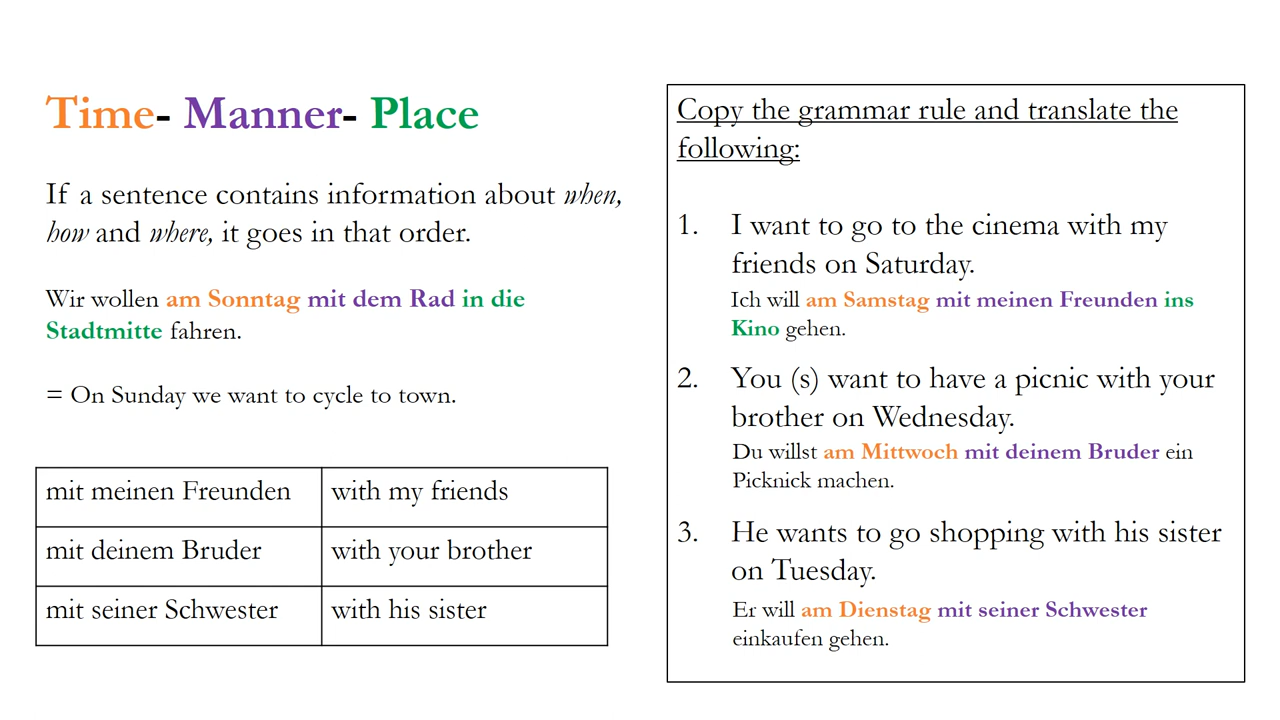 Time- Manner- Place
If a sentence contains information about when,
how and where, it goes in that order.
Wir wollen am Sonntag mit dem Rad in die
Stadtmitte fahren.
= On Sunday we want to cycle to town.
mit meinen Freunden with my friends
mit deinem Bruder with your brother
mit seiner Schwester with his sister
Copy the grammar rule and translate the
following:
1. I want to go to the cinema with my
friends on Saturday.
Ich will am Samstag mit meinen Freunden ins
Kino gehen.
2. You (s) want to have a picnic with your
brother on Wednesday.
Du willst am Mittwoch mit deinem Bruder ein
Picknick machen.
3. He wants to go shopping with his sister
on Tuesday.
Er will am Dienstag mit seiner Schwester
einkaufen gehen.